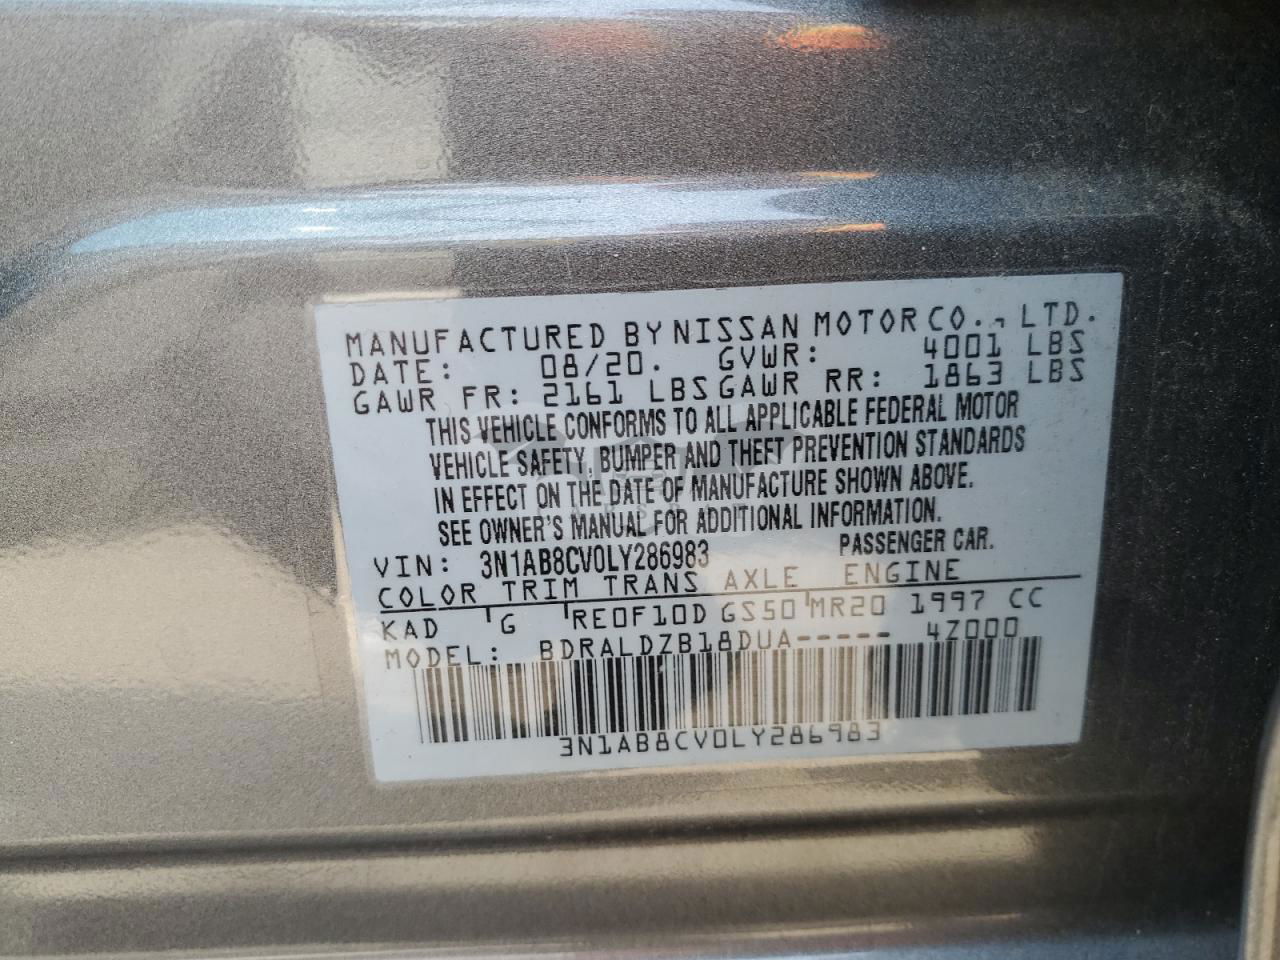 MANUFACTURED BY NISSAN MOTOR CO., LTD.
DATE: 08/20. GVWR: 4001 LBS
GAWR FR: 2161 LBS GAWR RR: 1863 LBS
THIS VEHICLE CONFORMS TO ALL APPLICABLE FEDERAL MOTOR
VEHICLE SAFETY, BUMPER AND THEFT PREVENTION STANDARDS
IN EFFECT ON THE DATE OF MANUFACTURE SHOWN ABOVE.
SEE OWNER'S MANUAL FOR ADDITIONAL INFORMATION.
VIN: 3N1AB8CV0LY286983 PASSENGER CAR.
COLOR TRIM TRANS AXLE ENGINE
KAD G RE0F10D GS50 MR20 1997 CC
MODEL: BDRALDZB18DUA----- 4Z000
3N1AB8CV0LY286983